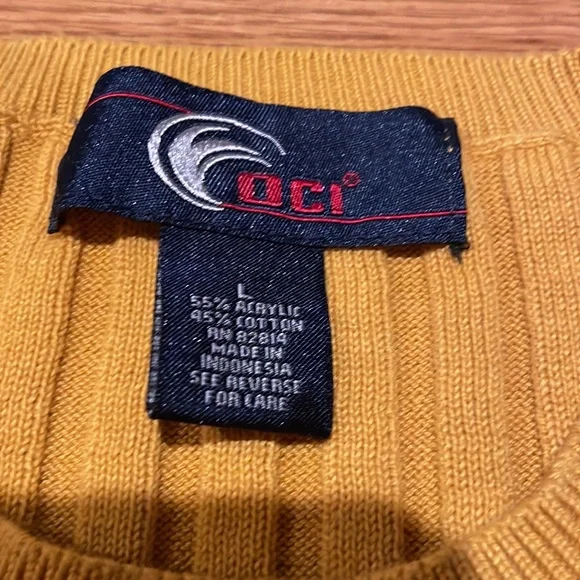 OCI®
L
55% ACRYLIC
45% COTTON
RN 82814
MADE IN
INDONESIA
SEE REVERSE
FOR CARE